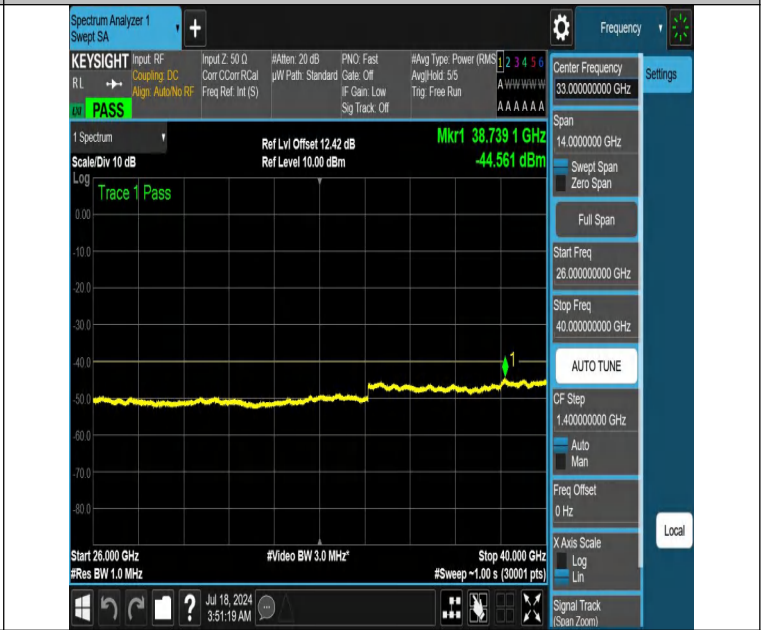 Spectrum Analyzer 1
Swept SA
+
Frequency
KEYSIGHT
RL
PASS
Input: RF
Coupling: DC
Align: Auto/No RF
Input Z: 50 Ω
Corr CCorr RCal
Freq Ref: Int (S)
#Atten: 20 dB
µW Path: Standard
PNO: Fast
Gate: Off
IF Gain: Low
Sig Track: Off
#Avg Type: Power (RMS
Avg|Hold: 5/5
Trig: Free Run
1 2 3 4 5 6
A W W W W W
A A A A A A
1 Spectrum
Scale/Div 10 dB
Ref Lvl Offset 12.42 dB
Ref Level 10.00 dBm
Mkr1 38.739 1 GHz
-44.561 dBm
Log
Trace 1 Pass
0.00
-10.0
-20.0
-30.0
-40.0
-50.0
-60.0
-70.0
-80.0
1
Start 26.000 GHz
#Res BW 1.0 MHz
#Video BW 3.0 MHz*
Stop 40.000 GHz
#Sweep ~1.00 s (30001 pts)
?
Jul 18, 2024
3:51:19 AM
Center Frequency
33.000000000 GHz
Settings
Span
14.0000000 GHz
Swept Span
Zero Span
Full Span
Start Freq
26.000000000 GHz
Stop Freq
40.000000000 GHz
AUTO TUNE
CF Step
1.400000000 GHz
Auto
Man
Freq Offset
0 Hz
X Axis Scale
Log
Lin
Local
Signal Track
(Span Zoom)